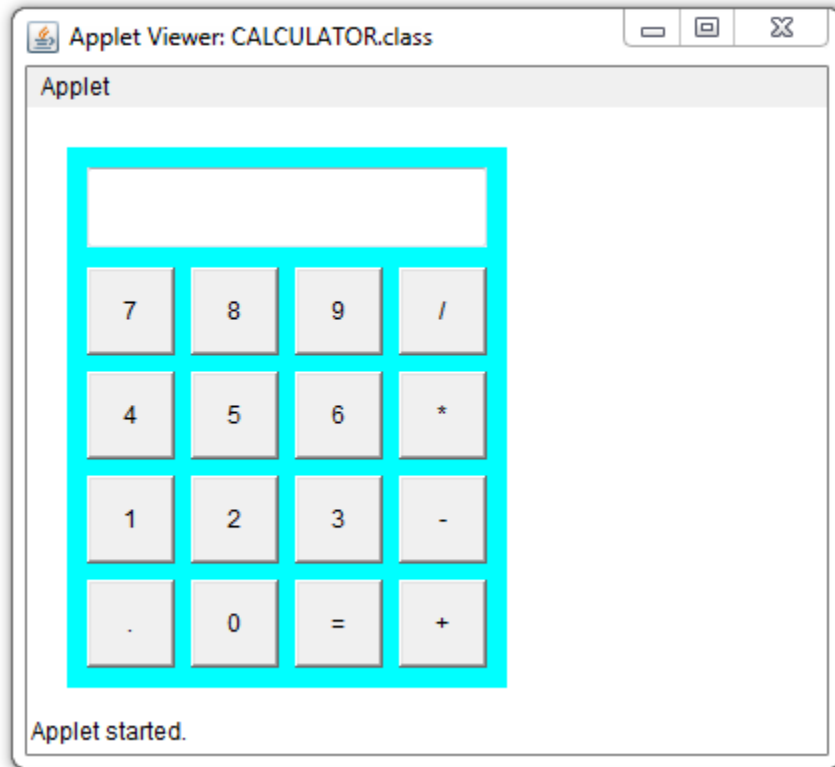 Applet Viewer: CALCULATOR.class
Applet
7 8 9 /
4 5 6 *
1 2 3 -
. 0 = +
Applet started.